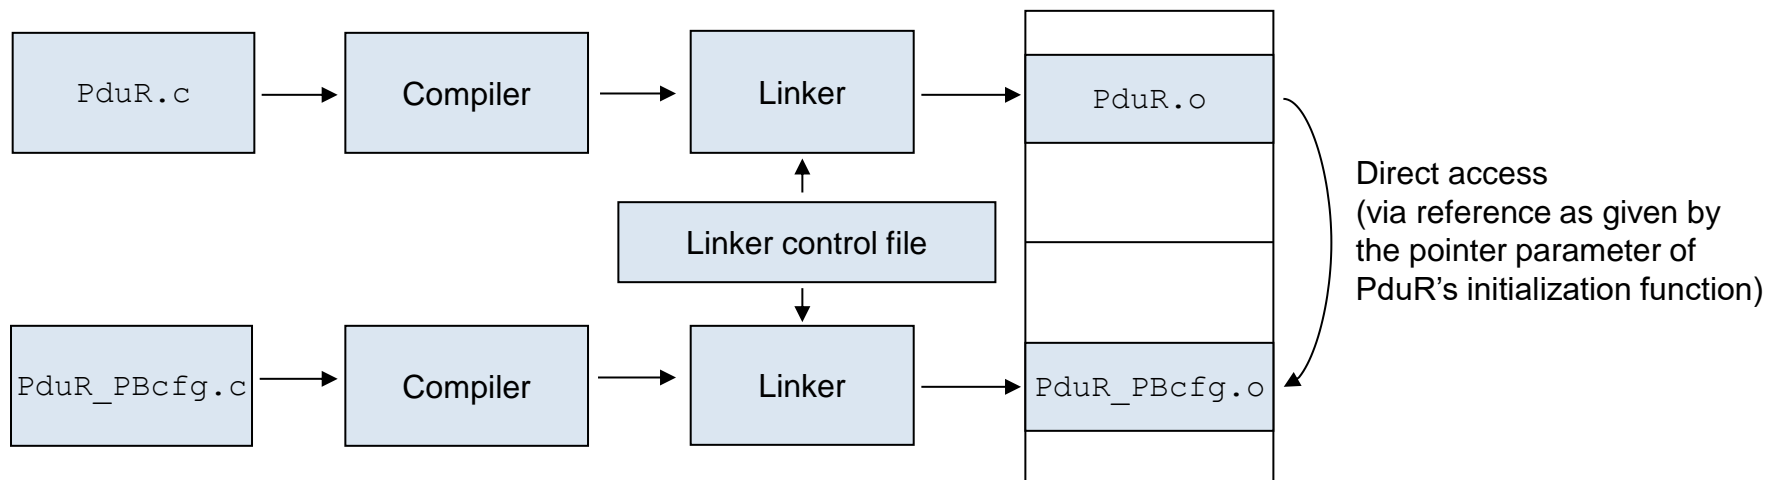 PduR.c
Compiler
Linker
PduR.o
Direct access
(via reference as given by
the pointer parameter of
PduR’s initialization function)
Linker control file
PduR_PBcfg.c
Compiler
Linker
PduR_PBcfg.o